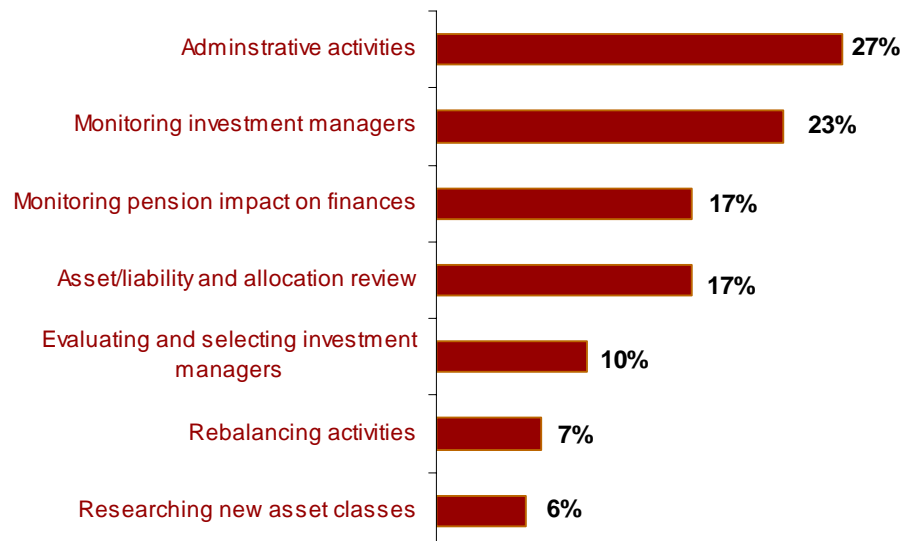 Adminstrative activities 27%
Monitoring investment managers 23%
Monitoring pension impact on finances 17%
Asset/liability and allocation review 17%
Evaluating and selecting investment
managers 10%
Rebalancing activities 7%
Researching new asset classes 6%